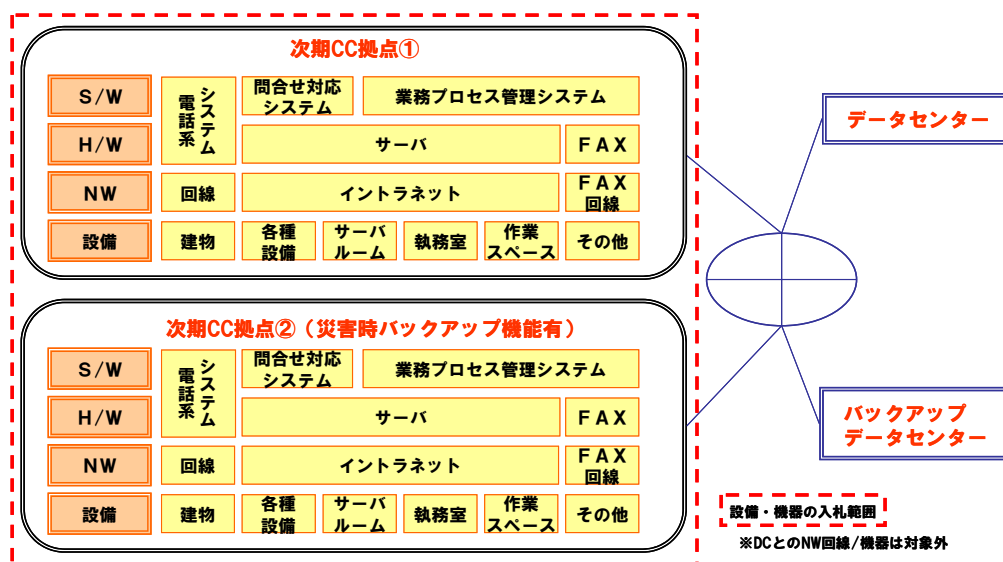 次期CC拠点①
S/W
電話系
システム
問合せ対応
システム
業務プロセス管理システム
H/W
サーバ
FAX
NW
回線
イントラネット
FAX
回線
設備
建物
各種
設備
サーバ
ルーム
執務室
作業
スペース
その他
次期CC拠点②（災害時バックアップ機能有）
S/W
電話系
システム
問合せ対応
システム
業務プロセス管理システム
H/W
サーバ
FAX
NW
回線
イントラネット
FAX
回線
設備
建物
各種
設備
サーバ
ルーム
執務室
作業
スペース
その他
データセンター
バックアップ
データセンター
設備・機器の入札範囲
※DCとのNW回線/機器は対象外